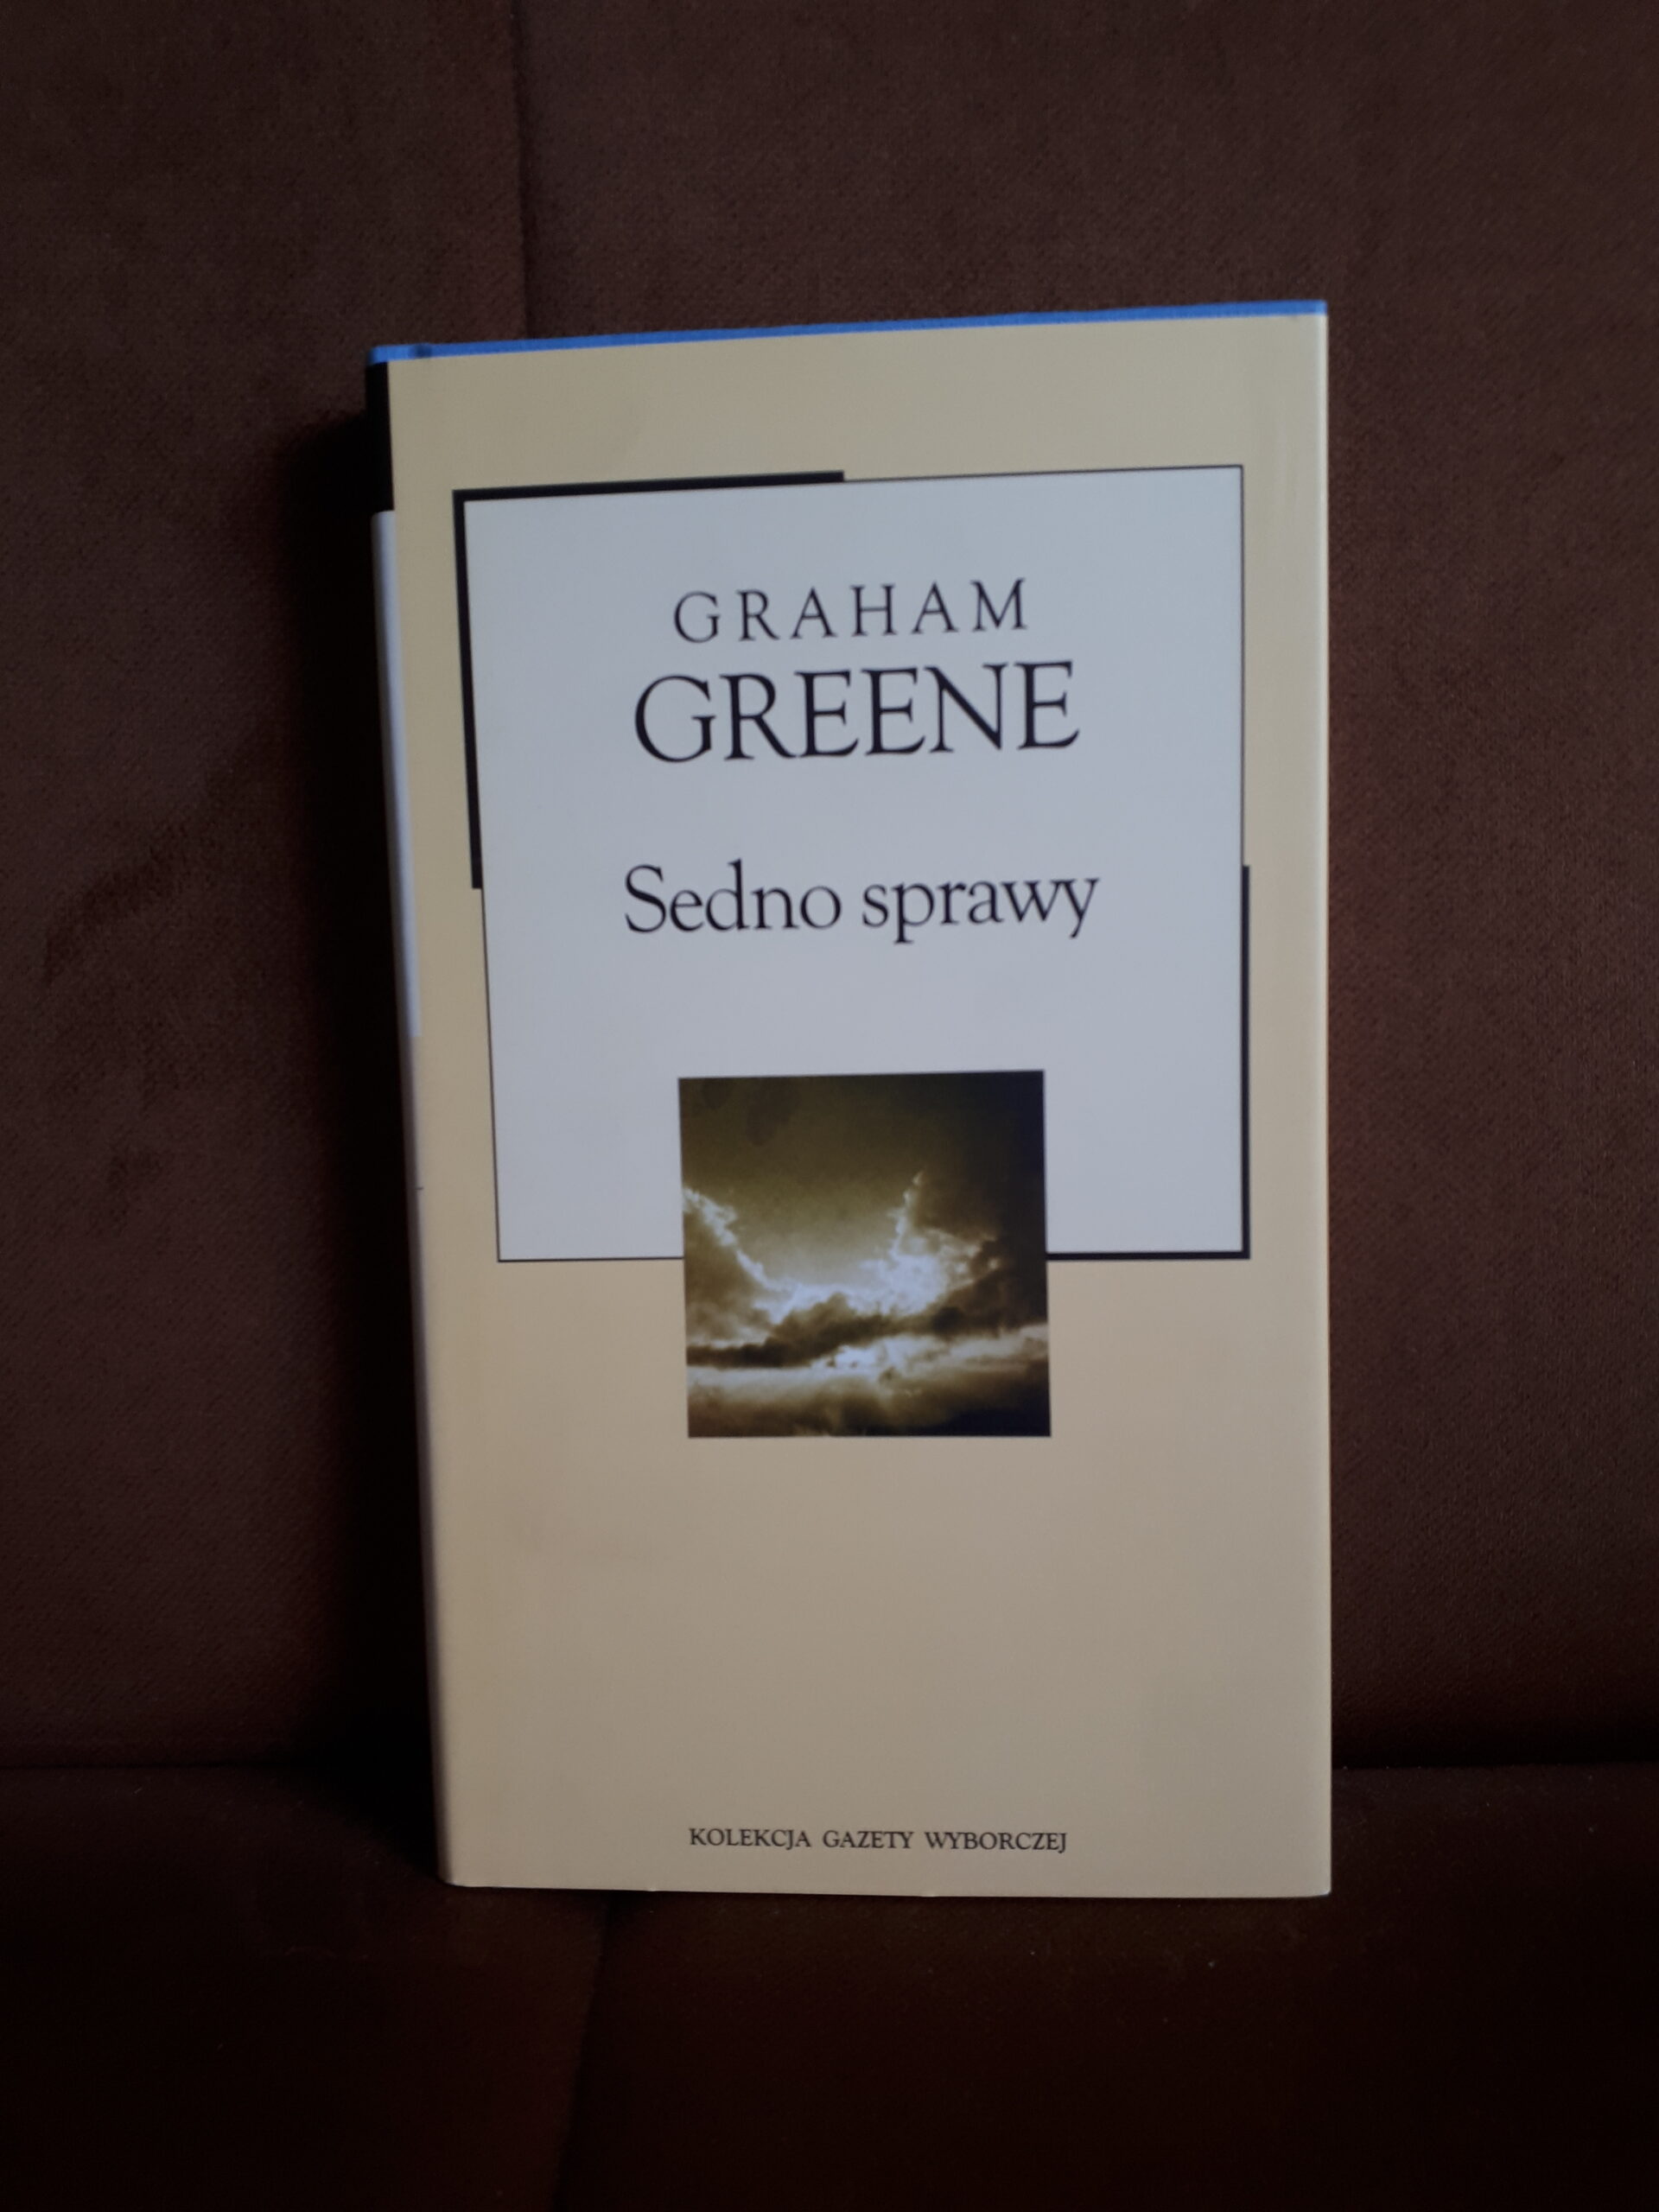 GRAHAM
GREENE
Sedno sprawy
KOLEKCJA GAZETY WYBORCZEJ